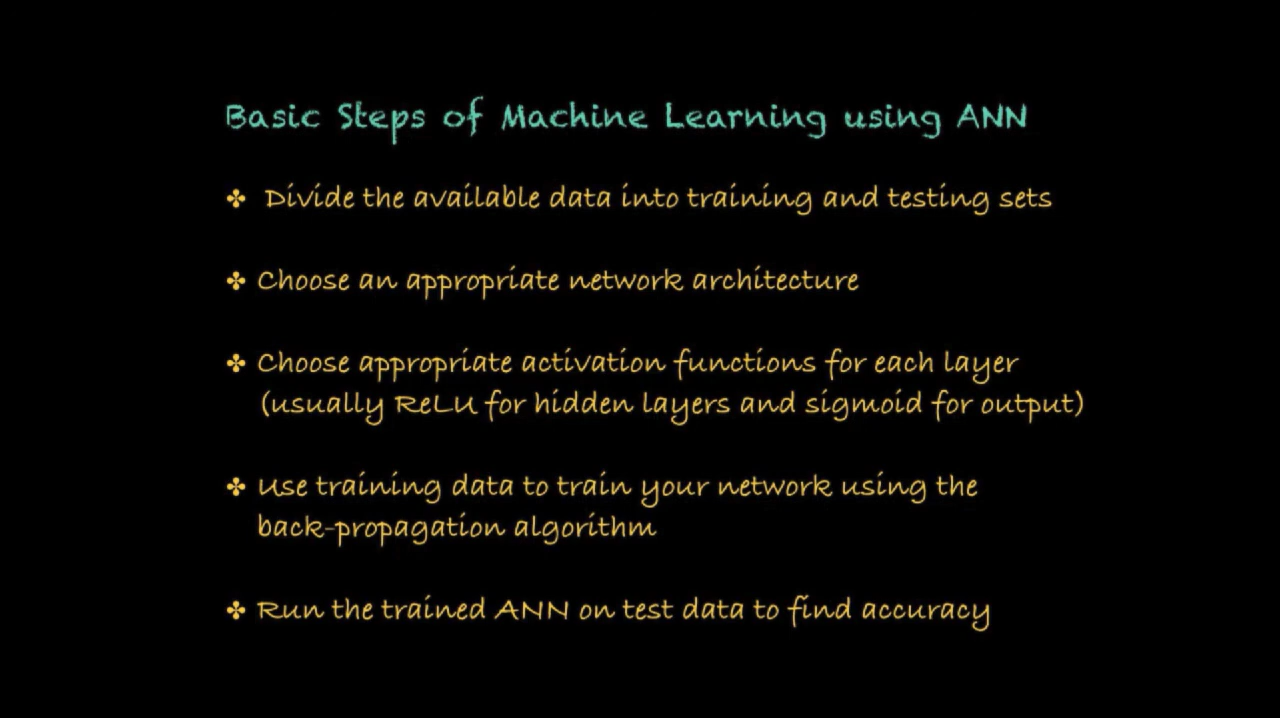 Basic Steps of Machine Learning using ANN
✤ Divide the available data into training and testing sets
✤ Choose an appropriate network architecture
✤ Choose appropriate activation functions for each layer
(usually ReLU for hidden layers and sigmoid for output)
✤ Use training data to train your network using the
back-propagation algorithm
✤ Run the trained ANN on test data to find accuracy